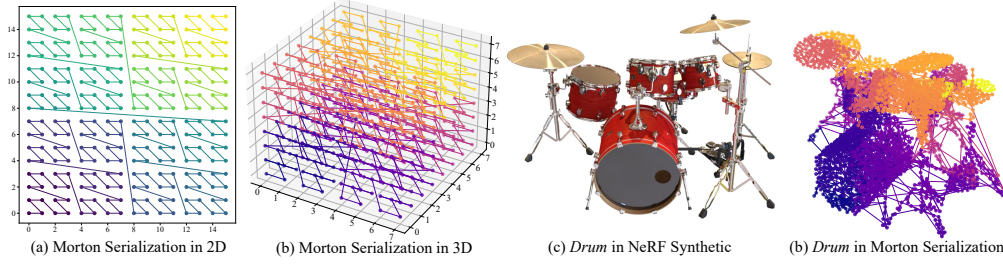 14
12
10
8
6
4
2
0
0 2 4 6 8 10 12 14
7
6
5
4
3
2
1
0
0 1 2 3 4 5 6 7
0 1 2 3 4 5 6 7
(a) Morton Serialization in 2D
(b) Morton Serialization in 3D
(c) Drum in NeRF Synthetic
(b) Drum in Morton Serialization